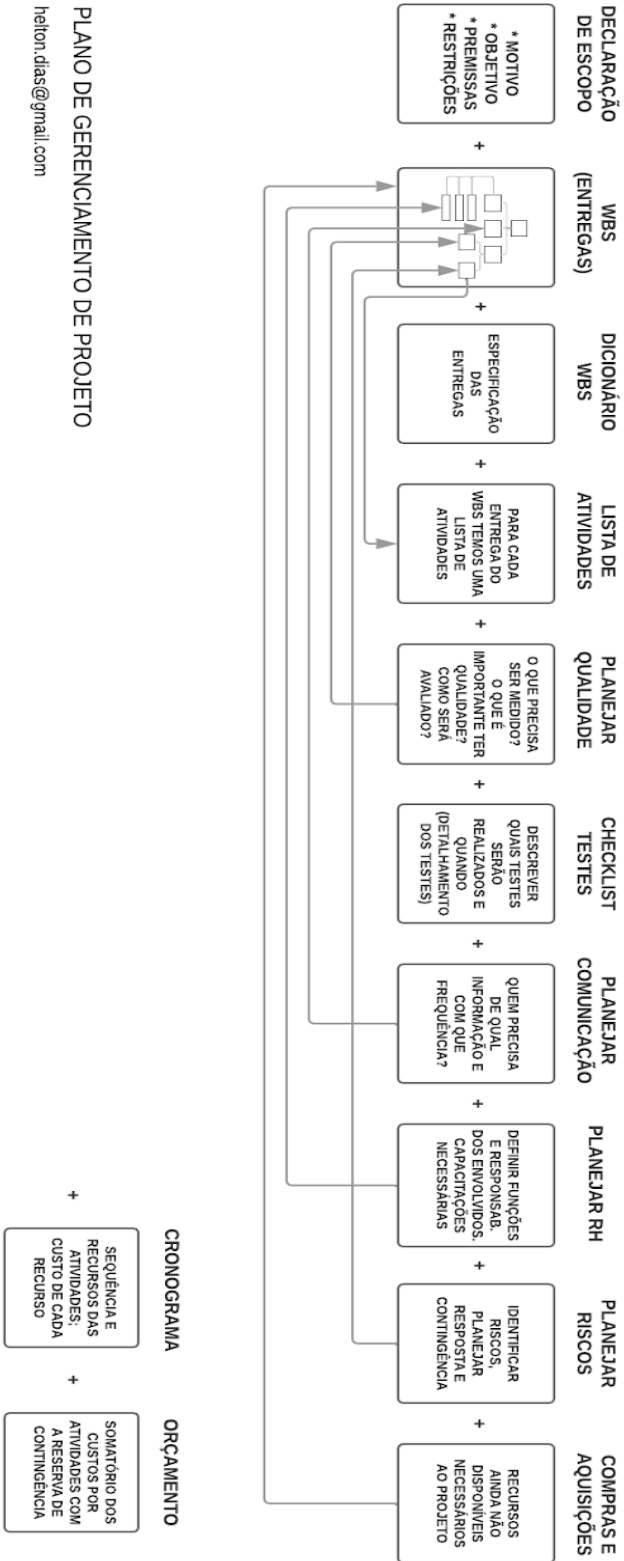 DECLARAÇÃO
DE ESCOPO
* MOTIVO
* OBJETIVO
* PREMISSAS
* RESTRIÇÕES
+
WBS
(ENTREGAS)
+
DICIONÁRIO
WBS
ESPECIFICAÇÃO
DAS
ENTREGAS
+
LISTA DE
ATIVIDADES
PARA CADA
ENTREGA DO
WBS TEMOS UMA
LISTA DE
ATIVIDADES
+
PLANEJAR
QUALIDADE
O QUE PRECISA
SER MEDIDO?
O QUE É
IMPORTANTE TER
QUALIDADE?
COMO SERÁ
AVALIADO?
+
CHECKLIST
TESTES
DESCREVER
QUAIS TESTES
SERÃO
REALIZADOS E
QUANDO
(DETALHAMENTO
DOS TESTES)
+
PLANEJAR
COMUNICAÇÃO
QUEM PRECISA
DE QUAL
INFORMAÇÃO E
COM QUE
FREQUÊNCIA?
+
PLANEJAR RH
DEFINIR FUNÇÕES
E RESPONSAB.
DOS ENVOLVIDOS.
CAPACITAÇÕES
NECESSÁRIAS
+
PLANEJAR
RISCOS
IDENTIFICAR
RISCOS,
PLANEJAR
RESPOSTA E
CONTINGÊNCIA
+
COMPRAS E
AQUISIÇÕES
RECURSOS
AINDA NÃO
DISPONÍVEIS
NECESSÁRIOS
AO PROJETO
+
CRONOGRAMA
SEQUÊNCIA E
RECURSOS DAS
ATIVIDADES;
CUSTO DE CADA
RECURSO
+
ORÇAMENTO
SOMATÓRIO DOS
CUSTOS POR
ATIVIDADES COM
A RESERVA DE
CONTINGÊNCIA
PLANO DE GERENCIAMENTO DE PROJETO
helton.dias@gmail.com